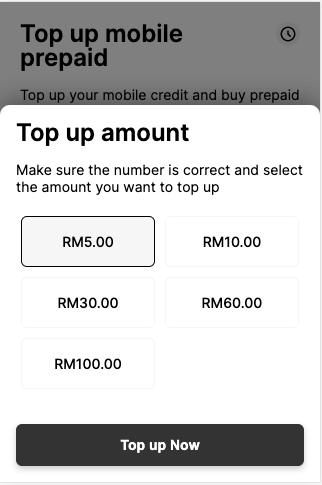 Top up mobile
prepaid
Top up your mobile credit and buy prepaid
Top up amount
Make sure the number is correct and select
the amount you want to top up
RM5.00
RM10.00
RM30.00
RM60.00
RM100.00
Top up Now